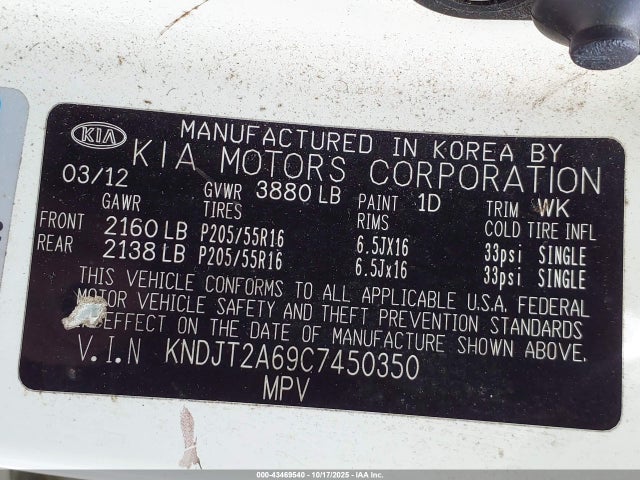 KIA
MANUFACTURED IN KOREA BY
KIA MOTORS CORPORATION
03/12 GVWR 3880 LB PAINT 1D TRIM WK
GAWR TIRES RIMS COLD TIRE INFL
FRONT 2160 LB P205/55R16 6.5JX16 33psi SINGLE
REAR 2138 LB P205/55R16 6.5Jx16 33psi SINGLE
THIS VEHICLE CONFORMS TO ALL APPLICABLE U.S.A. FEDERAL
MOTOR VEHICLE SAFETY AND THEFT PREVENTION STANDARDS
IN EFFECT ON THE DATE OF MANUFACTURE SHOWN ABOVE.
V.I.N KNDJT2A69C7450350
MPV
000-43469540 - 10/17/2025 - IAA Inc.